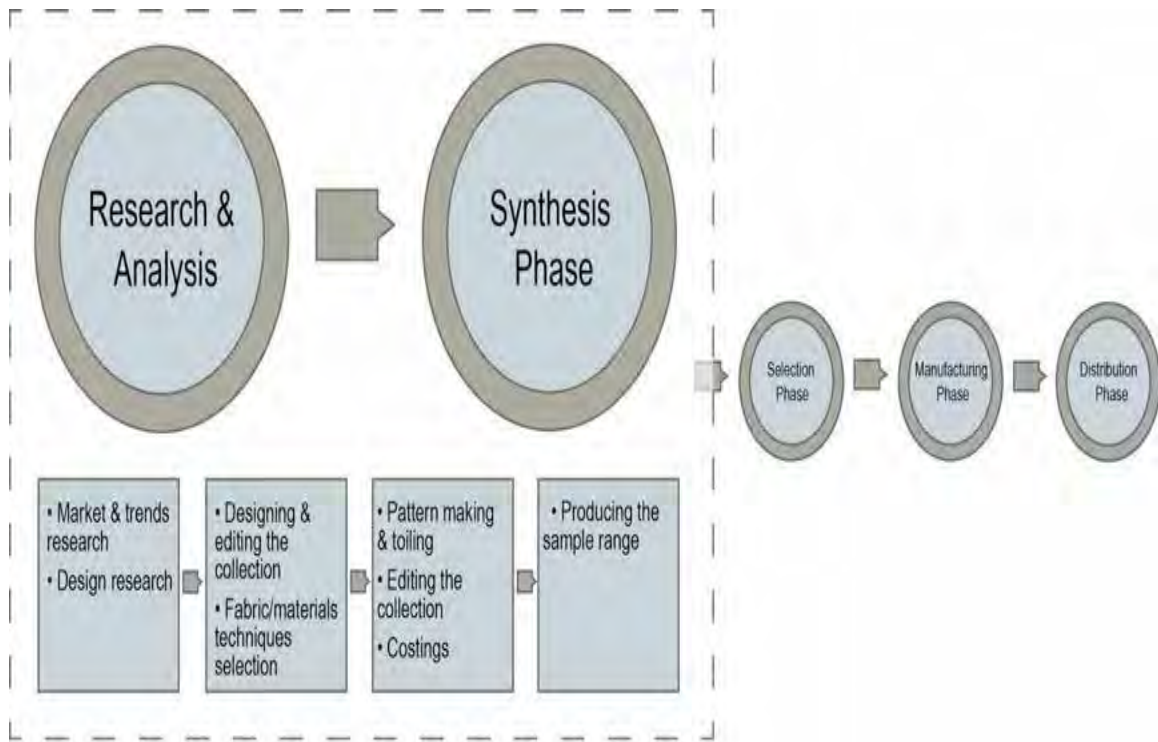 Research &
Analysis
Synthesis
Phase
Selection
Phase
Manufacturing
Phase
Distribution
Phase
• Market & trends
research
• Design research
• Designing &
editing the
collection
• Fabric/materials
techniques
selection
• Pattern making
& toiling
• Editing the
collection
• Costings
• Producing the
sample range